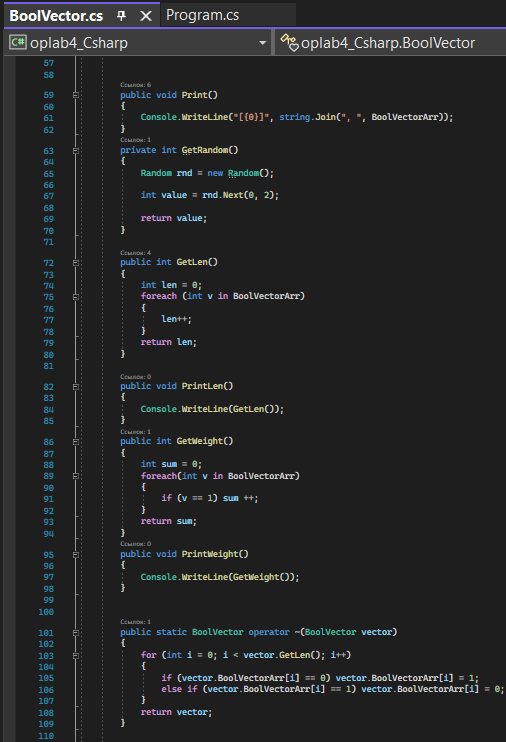 BoolVector.cs Program.cs
C# oplab4_Csharp oplab4_Csharp.BoolVector
57
58
Ссылок: 6
59 public void Print()
60 {
61 Console.WriteLine("[{0}]", string.Join(", ", BoolVectorArr));
62 }
Ссылок: 1
63 private int GetRandom()
64 {
65 Random rnd = new Random();
66
67 int value = rnd.Next(0, 2);
68
69 return value;
70 }
71
Ссылок: 4
72 public int GetLen()
73 {
74 int len = 0;
75 foreach (int v in BoolVectorArr)
76 {
77 len++;
78 }
79 return len;
80 }
81
Ссылок: 0
82 public void PrintLen()
83 {
84 Console.WriteLine(GetLen());
85 }
Ссылок: 1
86 public int GetWeight()
87 {
88 int sum = 0;
89 foreach(int v in BoolVectorArr)
90 {
91 if (v == 1) sum ++;
92 }
93 return sum;
94 }
Ссылок: 0
95 public void PrintWeight()
96 {
97 Console.WriteLine(GetWeight());
98 }
99
100
Ссылок: 1
101 public static BoolVector operator ~(BoolVector vector)
102 {
103 for (int i = 0; i < vector.GetLen(); i++)
104 {
105 if (vector.BoolVectorArr[i] == 0) vector.BoolVectorArr[i] = 1;
106 else if (vector.BoolVectorArr[i] == 1) vector.BoolVectorArr[i] = 0;
107 }
108 return vector;
109 }
110